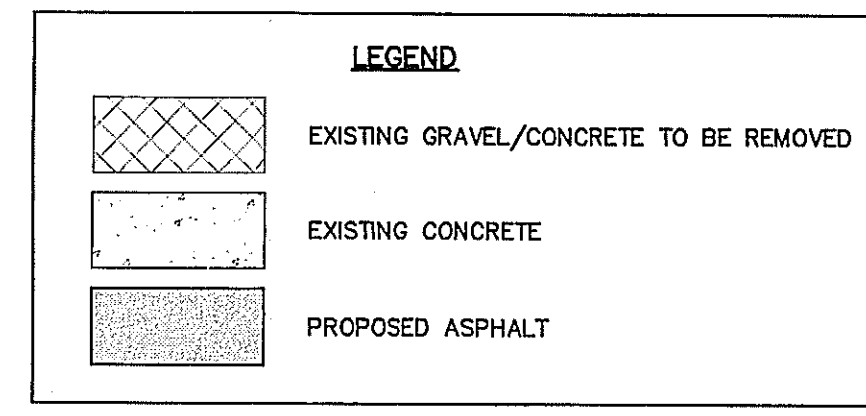 LEGEND
EXISTING GRAVEL/CONCRETE TO BE REMOVED
EXISTING CONCRETE
PROPOSED ASPHALT